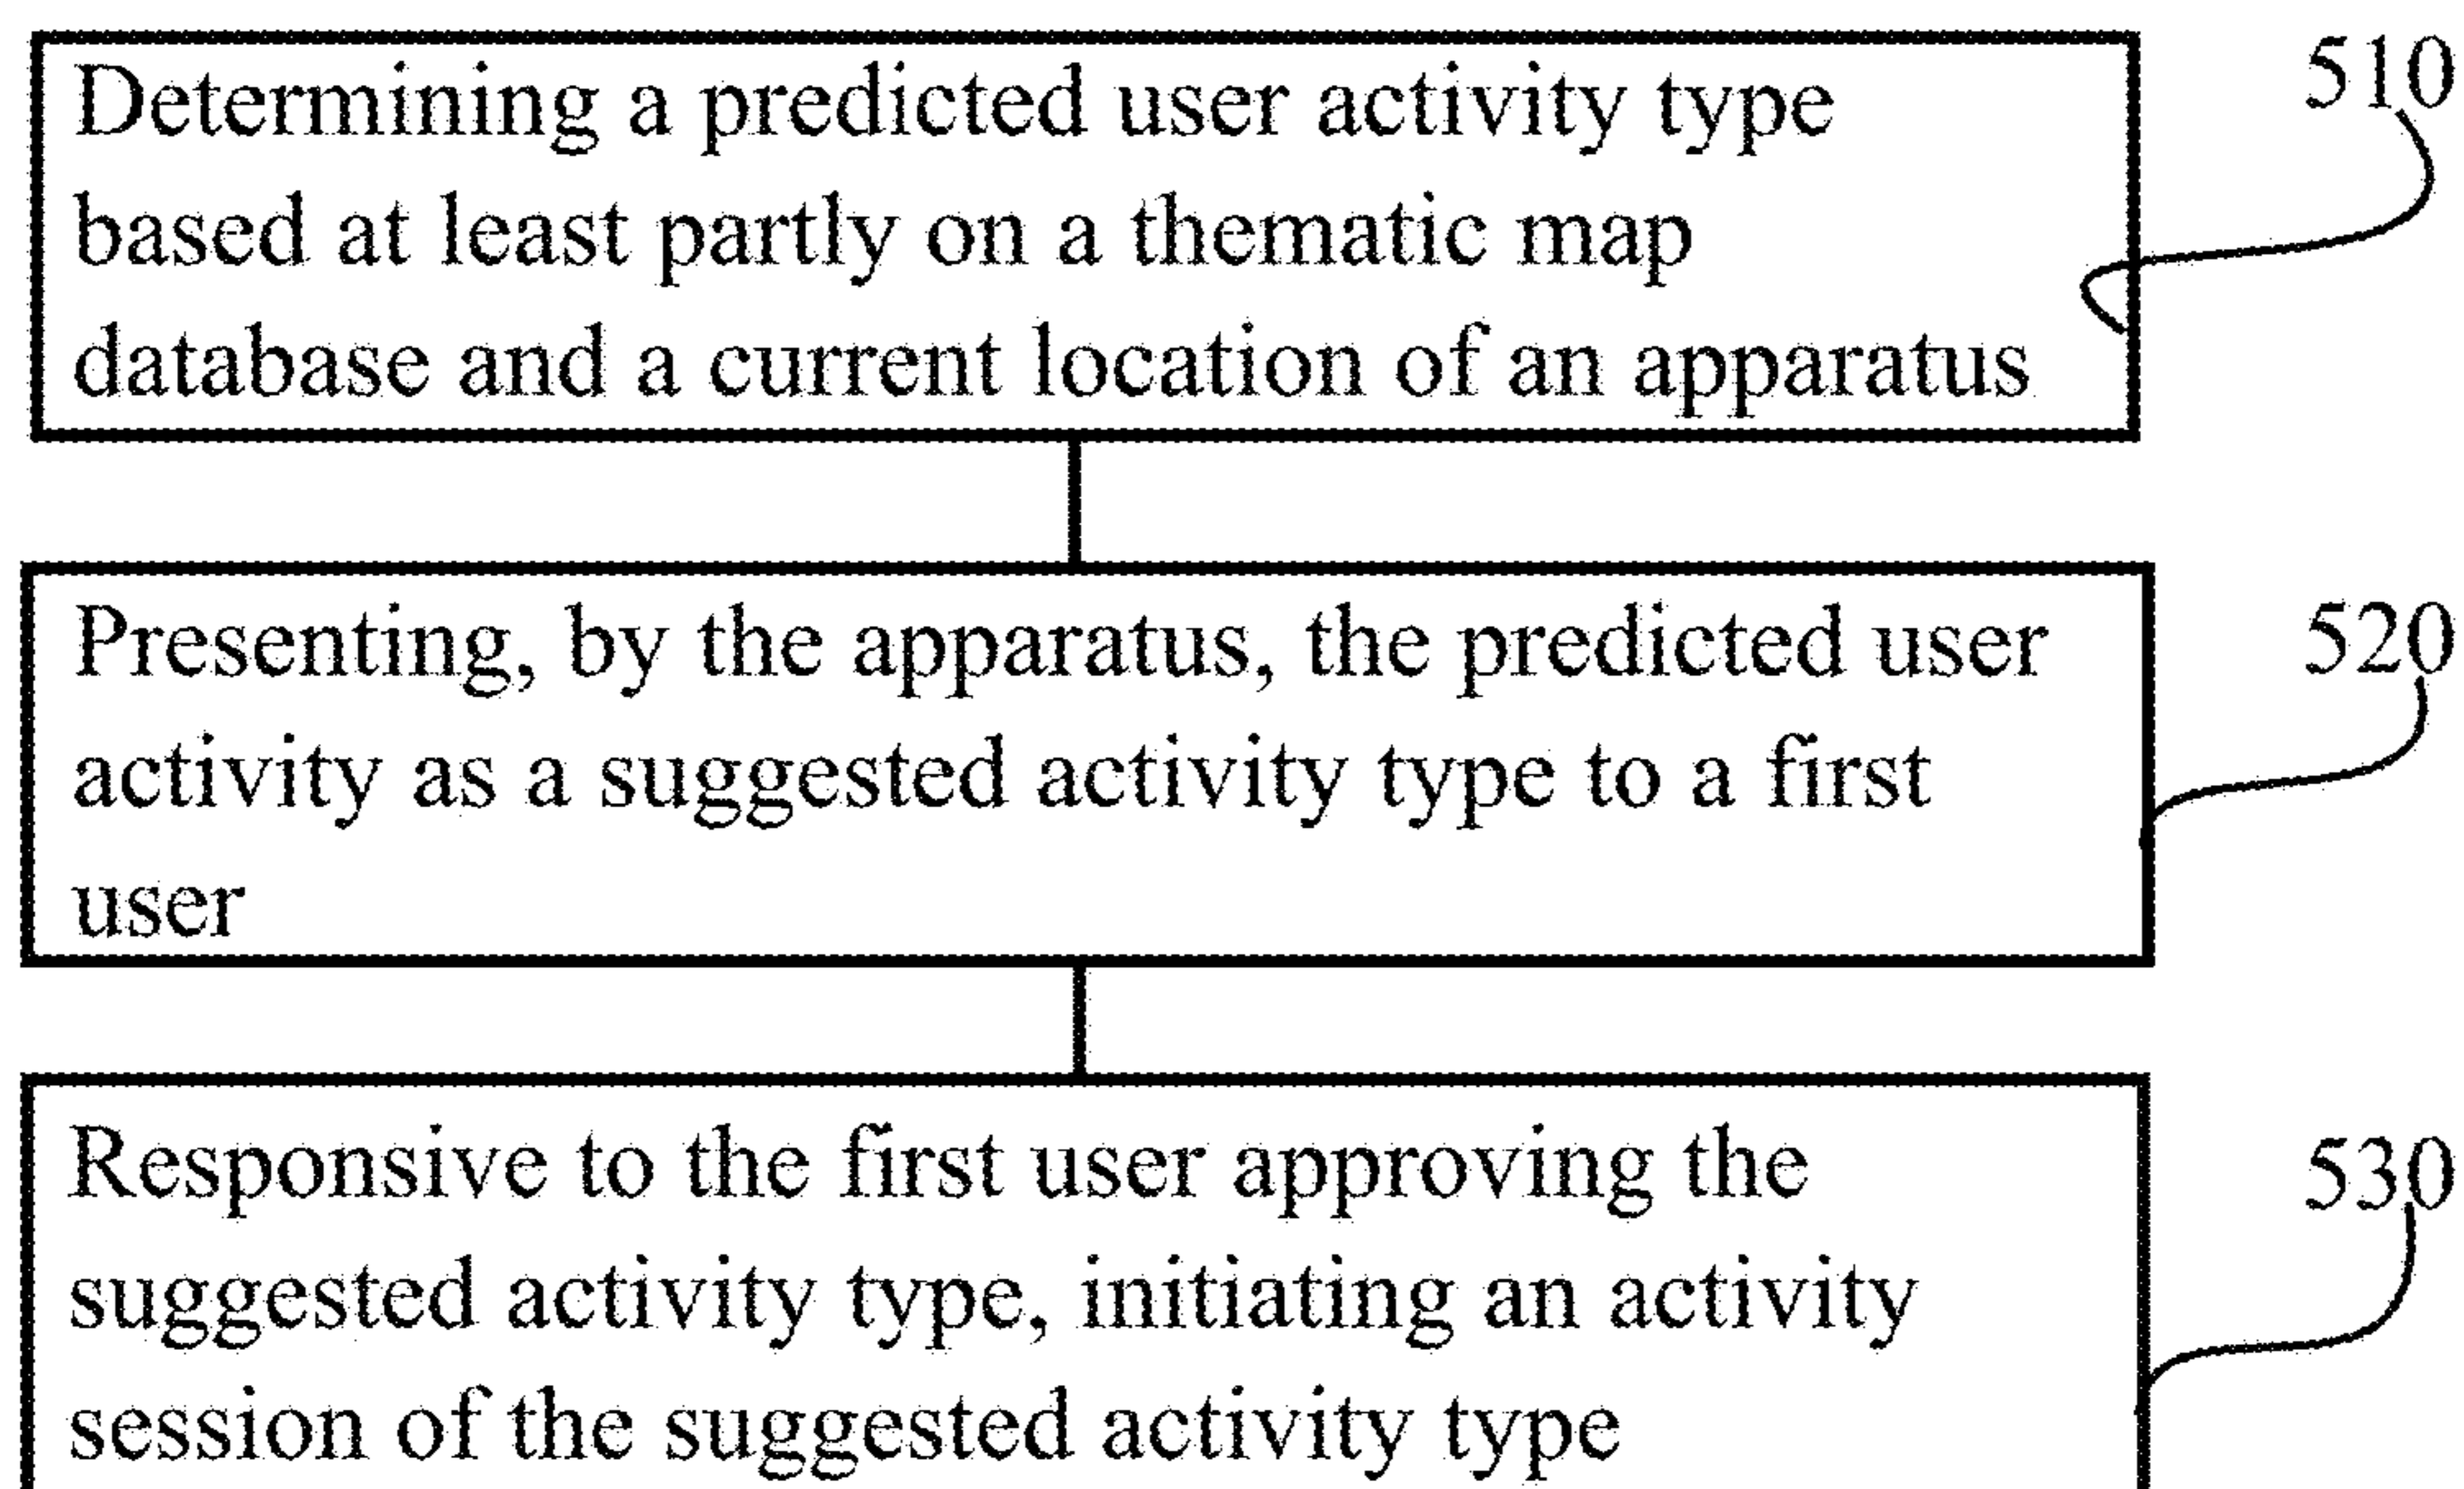 Determining a predicted user activity type
based at least partly on a thematic map
database and a current location of an apparatus
510
Presenting, by the apparatus, the predicted user
activity as a suggested activity type to a first
user
520
Responsive to the first user approving the
suggested activity type, initiating an activity
session of the suggested activity type
530